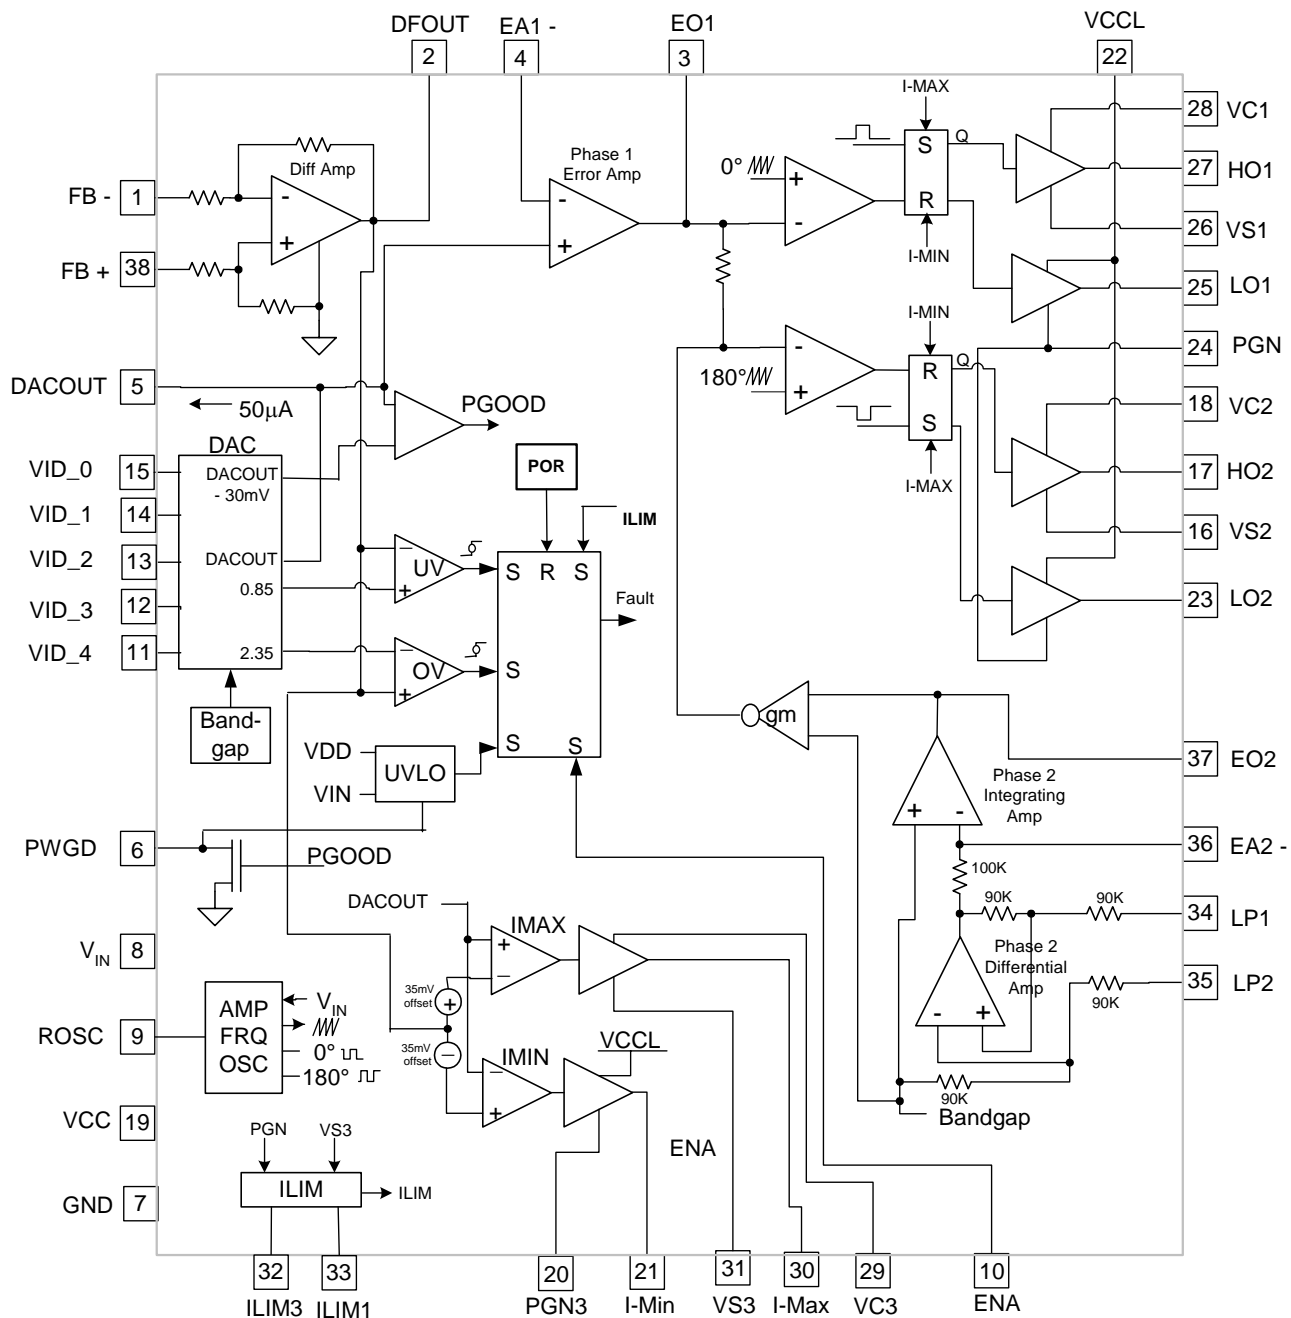 DFOUT
EA1 -
EO1
VCCL
2
4
3
22
I-MAX
28
VC1
Phase 1
Error Amp
Diff Amp
S
Q
0°
+
27
HO1
FB -
1
-
-
R
-
+
+
26
VS1
I-MIN
FB +
38
25
LO1
I-MIN
24
PGN
-
R
Q
DACOUT
5
180°
+
50µA
PGOOD
S
18
VC2
DAC
VID_0
15
DACOUT
- 30mV
POR
I-MAX
17
HO2
VID_1
14
ILIM
16
VS2
VID_2
13
DACOUT
−
UV
+
S
R
S
0.85
Fault
23
LO2
VID_3
12
VID_4
11
2.35
−
OV
+
S
Band-
gap
gm
VDD
UVLO
VIN
S
S
37
EO2
Phase 2
Integrating
Amp
+
-
PWGD
6
PGOOD
36
EA2 -
100K
DACOUT
90K
90K
34
LP1
IMAX
+
−
VIN
8
Phase 2
Differential
Amp
35mV
offset
+
90K
35
LP2
AMP
FRQ
OSC
VIN
0°
180°
-
+
ROSC
9
35mV
offset
−
VCCL
IMIN
−
+
90K
Bandgap
VCC
19
PGN
VS3
ENA
ILIM
ILIM
GND
7
32
33
20
21
31
30
29
10
ILIM3
ILIM1
PGN3
I-Min
VS3
I-Max
VC3
ENA